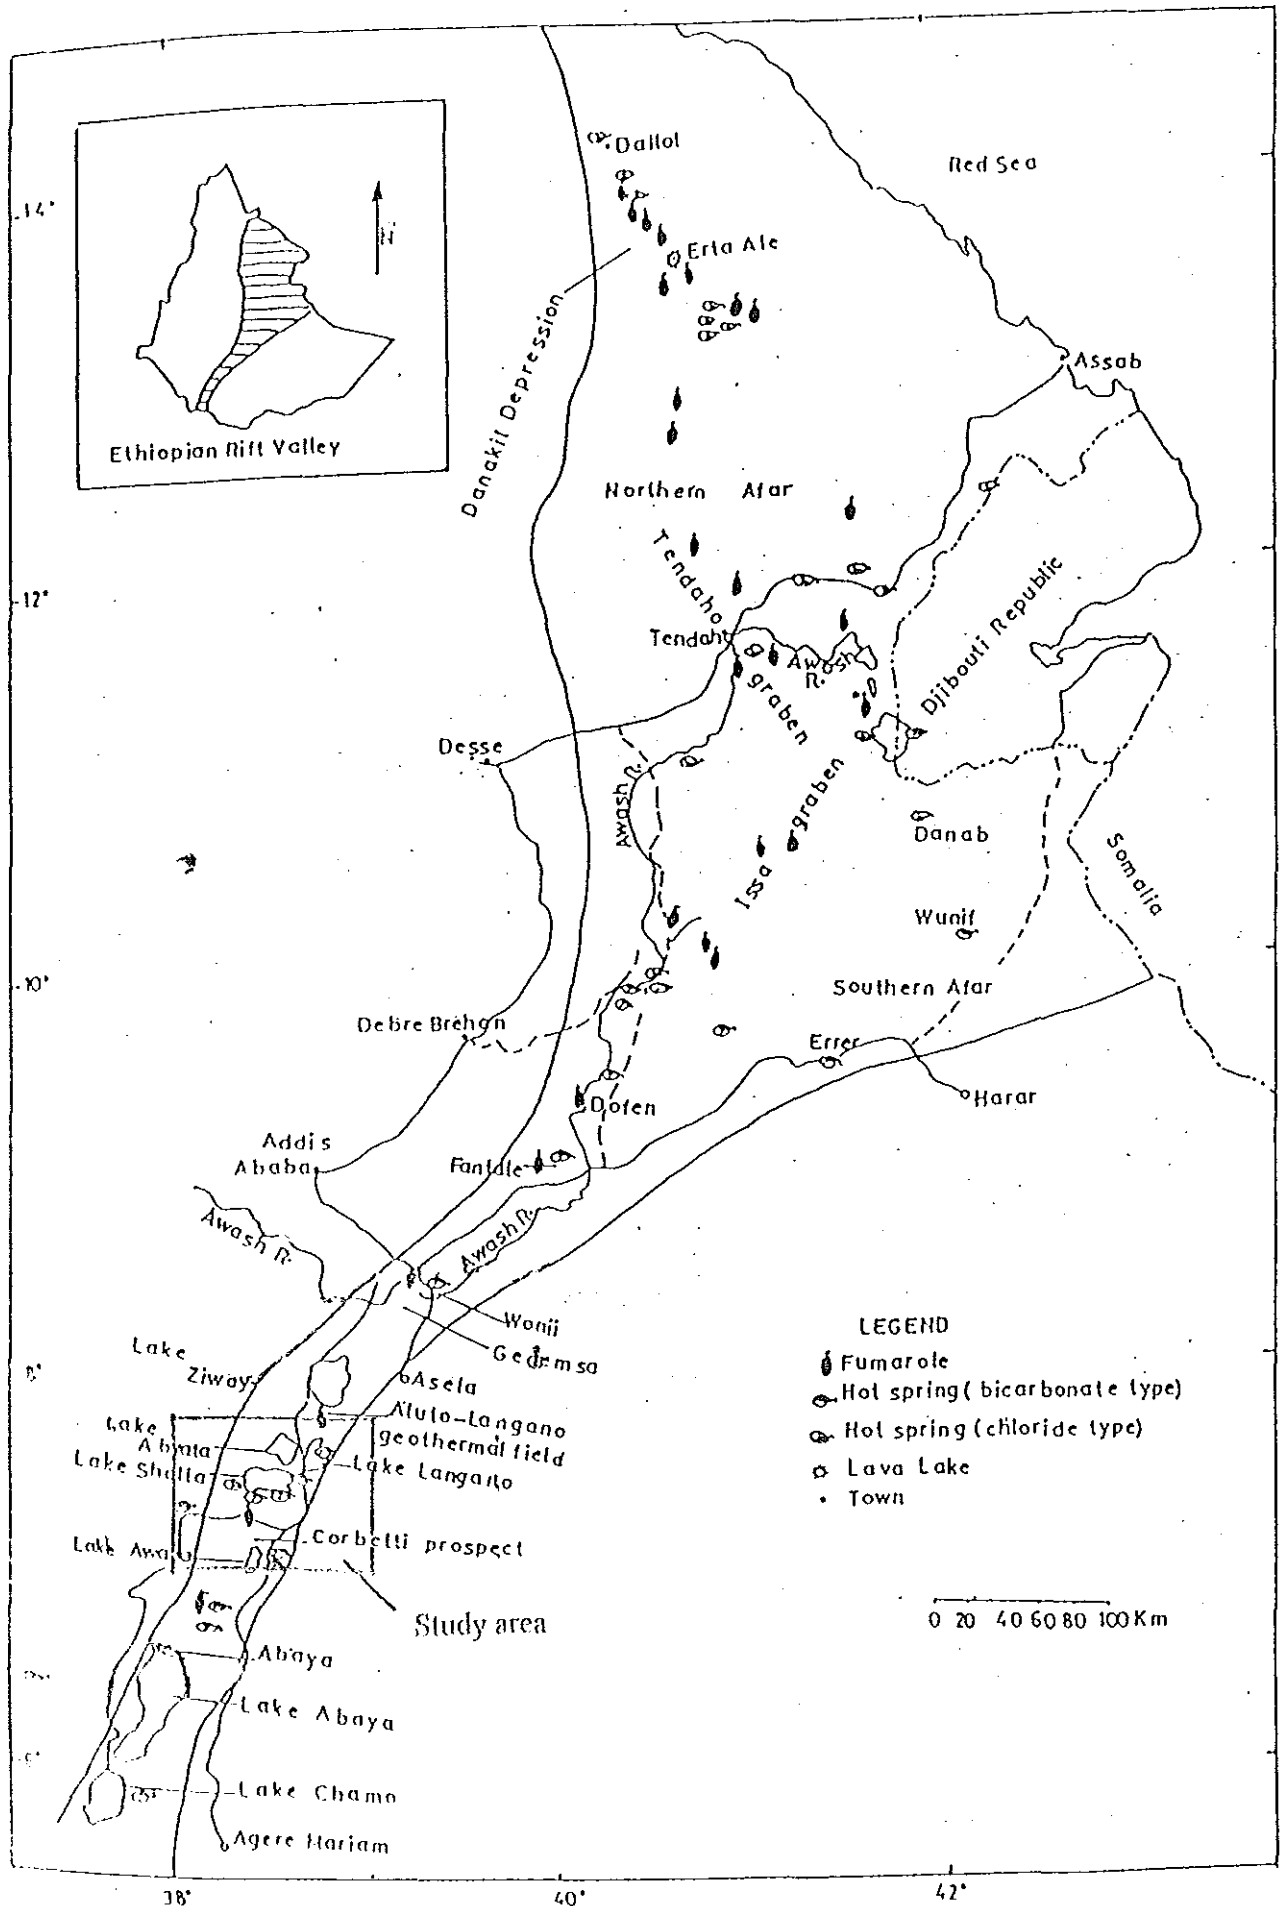 Dallol
Red Sea
14°
N
Erta Ale
Danakil Depression
Assab
Ethiopian Rift Valley
Northern Afar
Tendaho
graben
12°
Awash
R.
Djibouti Republic
Desse
Awash R.
Issa graben
Danab
Somalia
Wunif
10°
Southern Afar
Debre Brehan
Errer
Harar
Dofen
Addis
Ababa
Fantale
Awash R.
Awash R.
Wonji
Gedemsa
LEGEND
Fumarole
Hot spring (bicarbonate type)
Hot spring (chloride type)
Lava Lake
Town
8°
Lake
Ziway
Asela
Aluto-Langano
geothermal field
Lake
Abiata
Lake Shalla
Lake Langano
Corbetti prospect
Lake Awa
Study area
0 20 40 60 80 100 Km
Abaya
Lake Abaya
Lake Chamo
Agere Mariam
38°
40°
42°